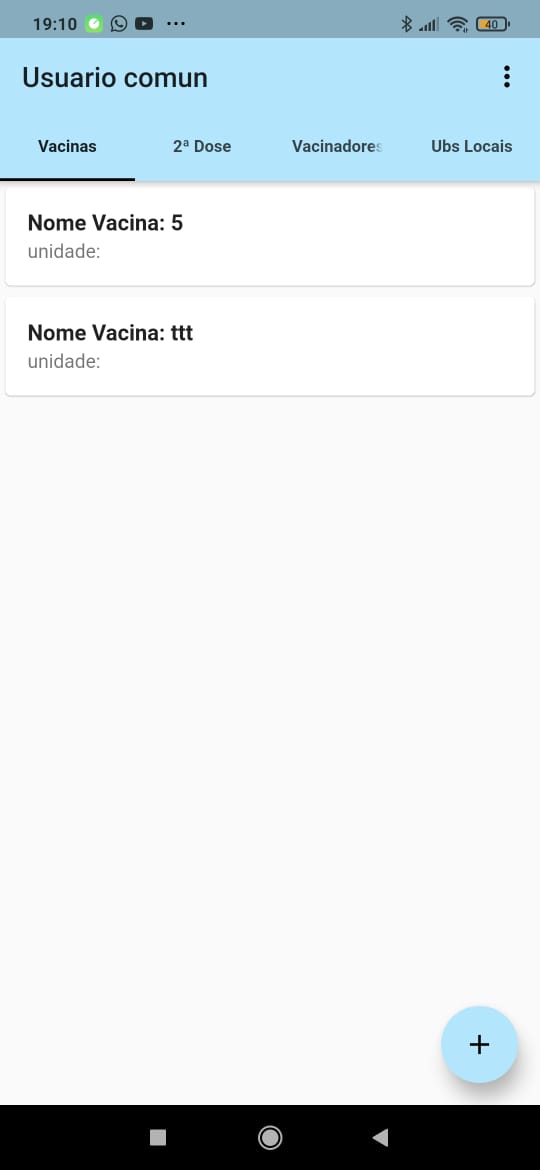 19:10 ... 40
Usuario comun
Vacinas 2ª Dose Vacinadores Ubs Locais
Nome Vacina: 5
unidade:
Nome Vacina: ttt
unidade:
+